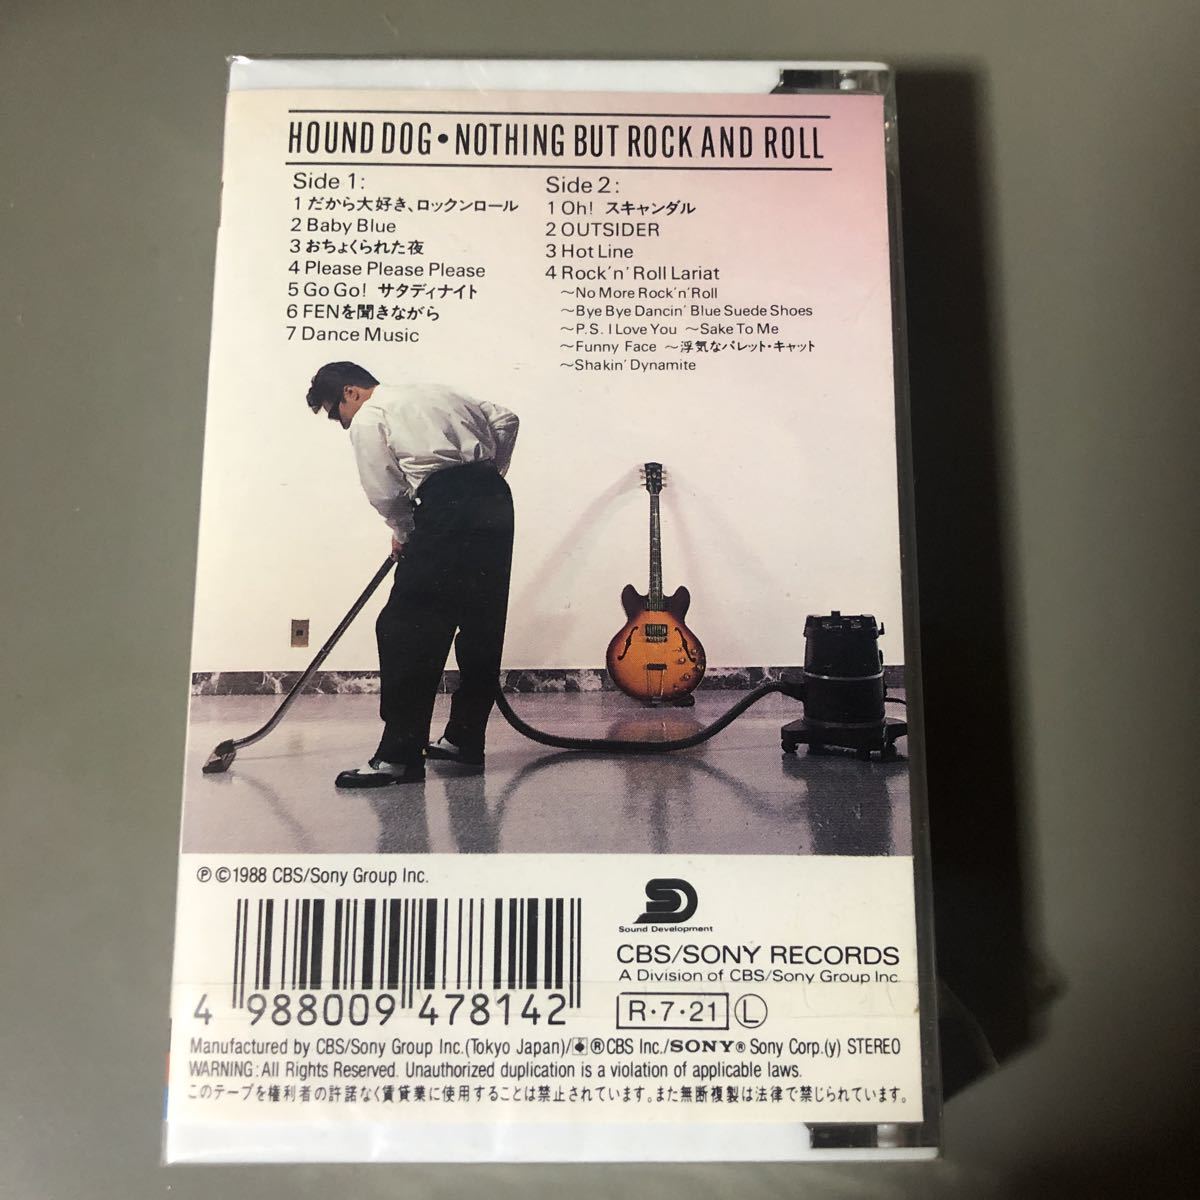 HOUND DOG・NOTHING BUT ROCK AND ROLL
Side 1:
1 だから大好き、ロックンロール
2 Baby Blue
3 おちょくられた夜
4 Please Please Please
5 Go Go! サタディナイト
6 FENを聞きながら
7 Dance Music
Side 2:
1 Oh! スキャンダル
2 OUTSIDER
3 Hot Line
4 Rock'n' Roll Lariat
～No More Rock'n'Roll
～Bye Bye Dancin' Blue Suede Shoes
～P.S. I Love You ～Sake To Me
～Funny Face ～浮気なパレット・キャット
～Shakin' Dynamite
Ⓟ©1988 CBS/Sony Group Inc.
4 988009 478142
SD
Sound Development
CBS/SONY RECORDS
A Division of CBS/Sony Group Inc.
R・7・21 Ⓛ
Manufactured by CBS/Sony Group Inc.(Tokyo Japan)/®CBS Inc./SONY® Sony Corp.(y) STEREO
WARNING: All Rights Reserved. Unauthorized duplication is a violation of applicable laws.
このテープを権利者の許諾なく賃貸業に使用することは禁止されています。また無断複製は法律で禁じられています。